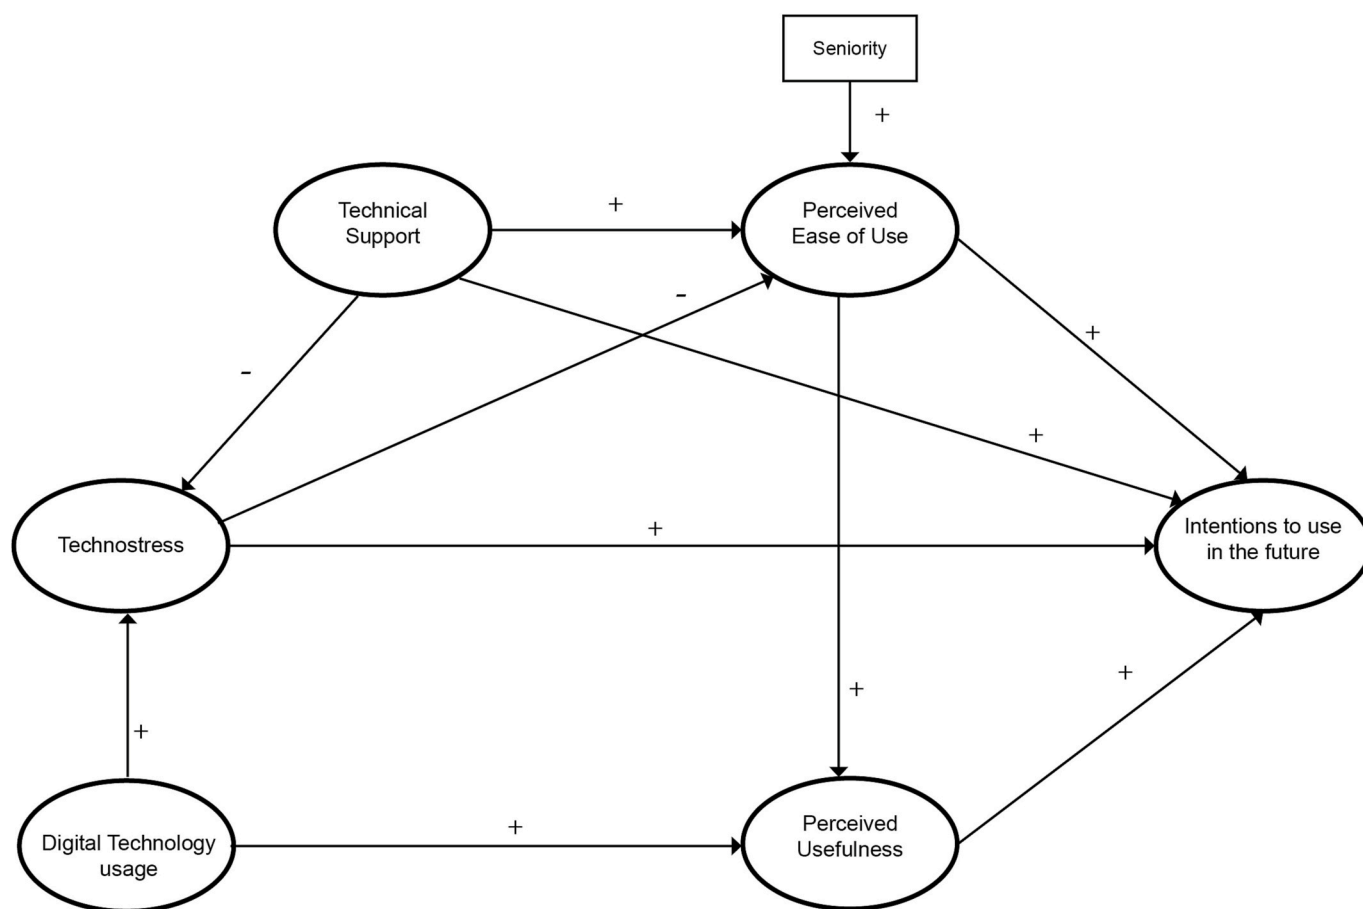 Seniority
+
Technical
Support
+
Perceived
Ease of Use
-
-
+
+
Technostress
+
Intentions to use
in the future
+
+
+
Digital Technology
usage
+
Perceived
Usefulness